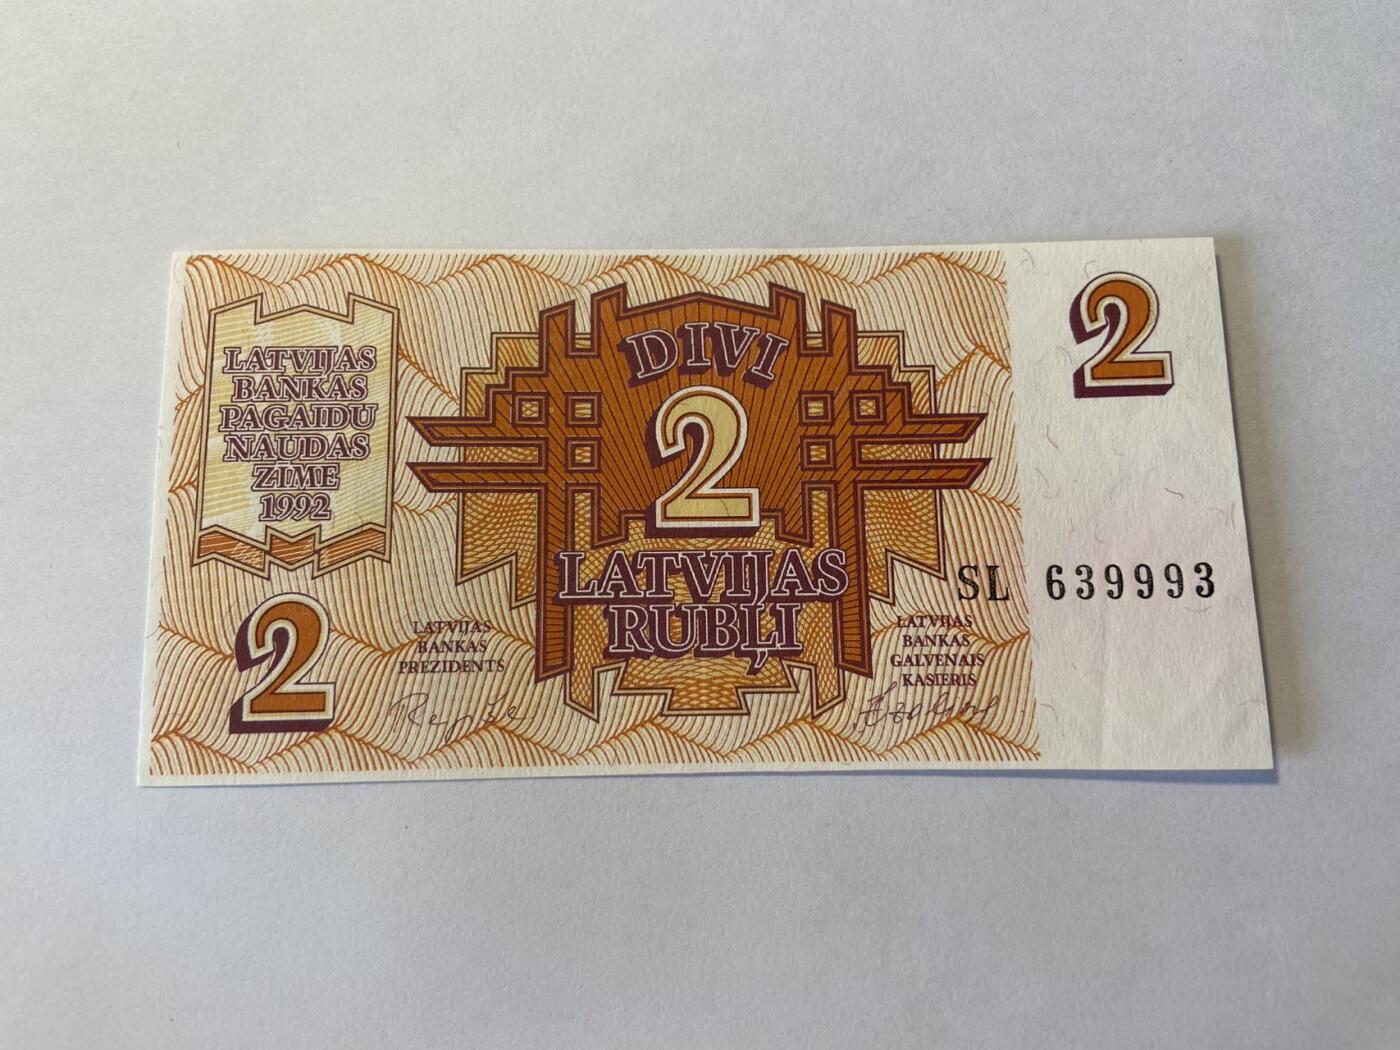 LATVIJAS
BANKAS
PAGAIDU
NAUDAS
ZĪME
1992
DIVI
2
LATVIJAS
RUBĻI
2
SL 639993
2
LATVIJAS
BANKAS
PREZIDENTS
LATVIJAS
BANKAS
GALVENAIS
KASIERIS